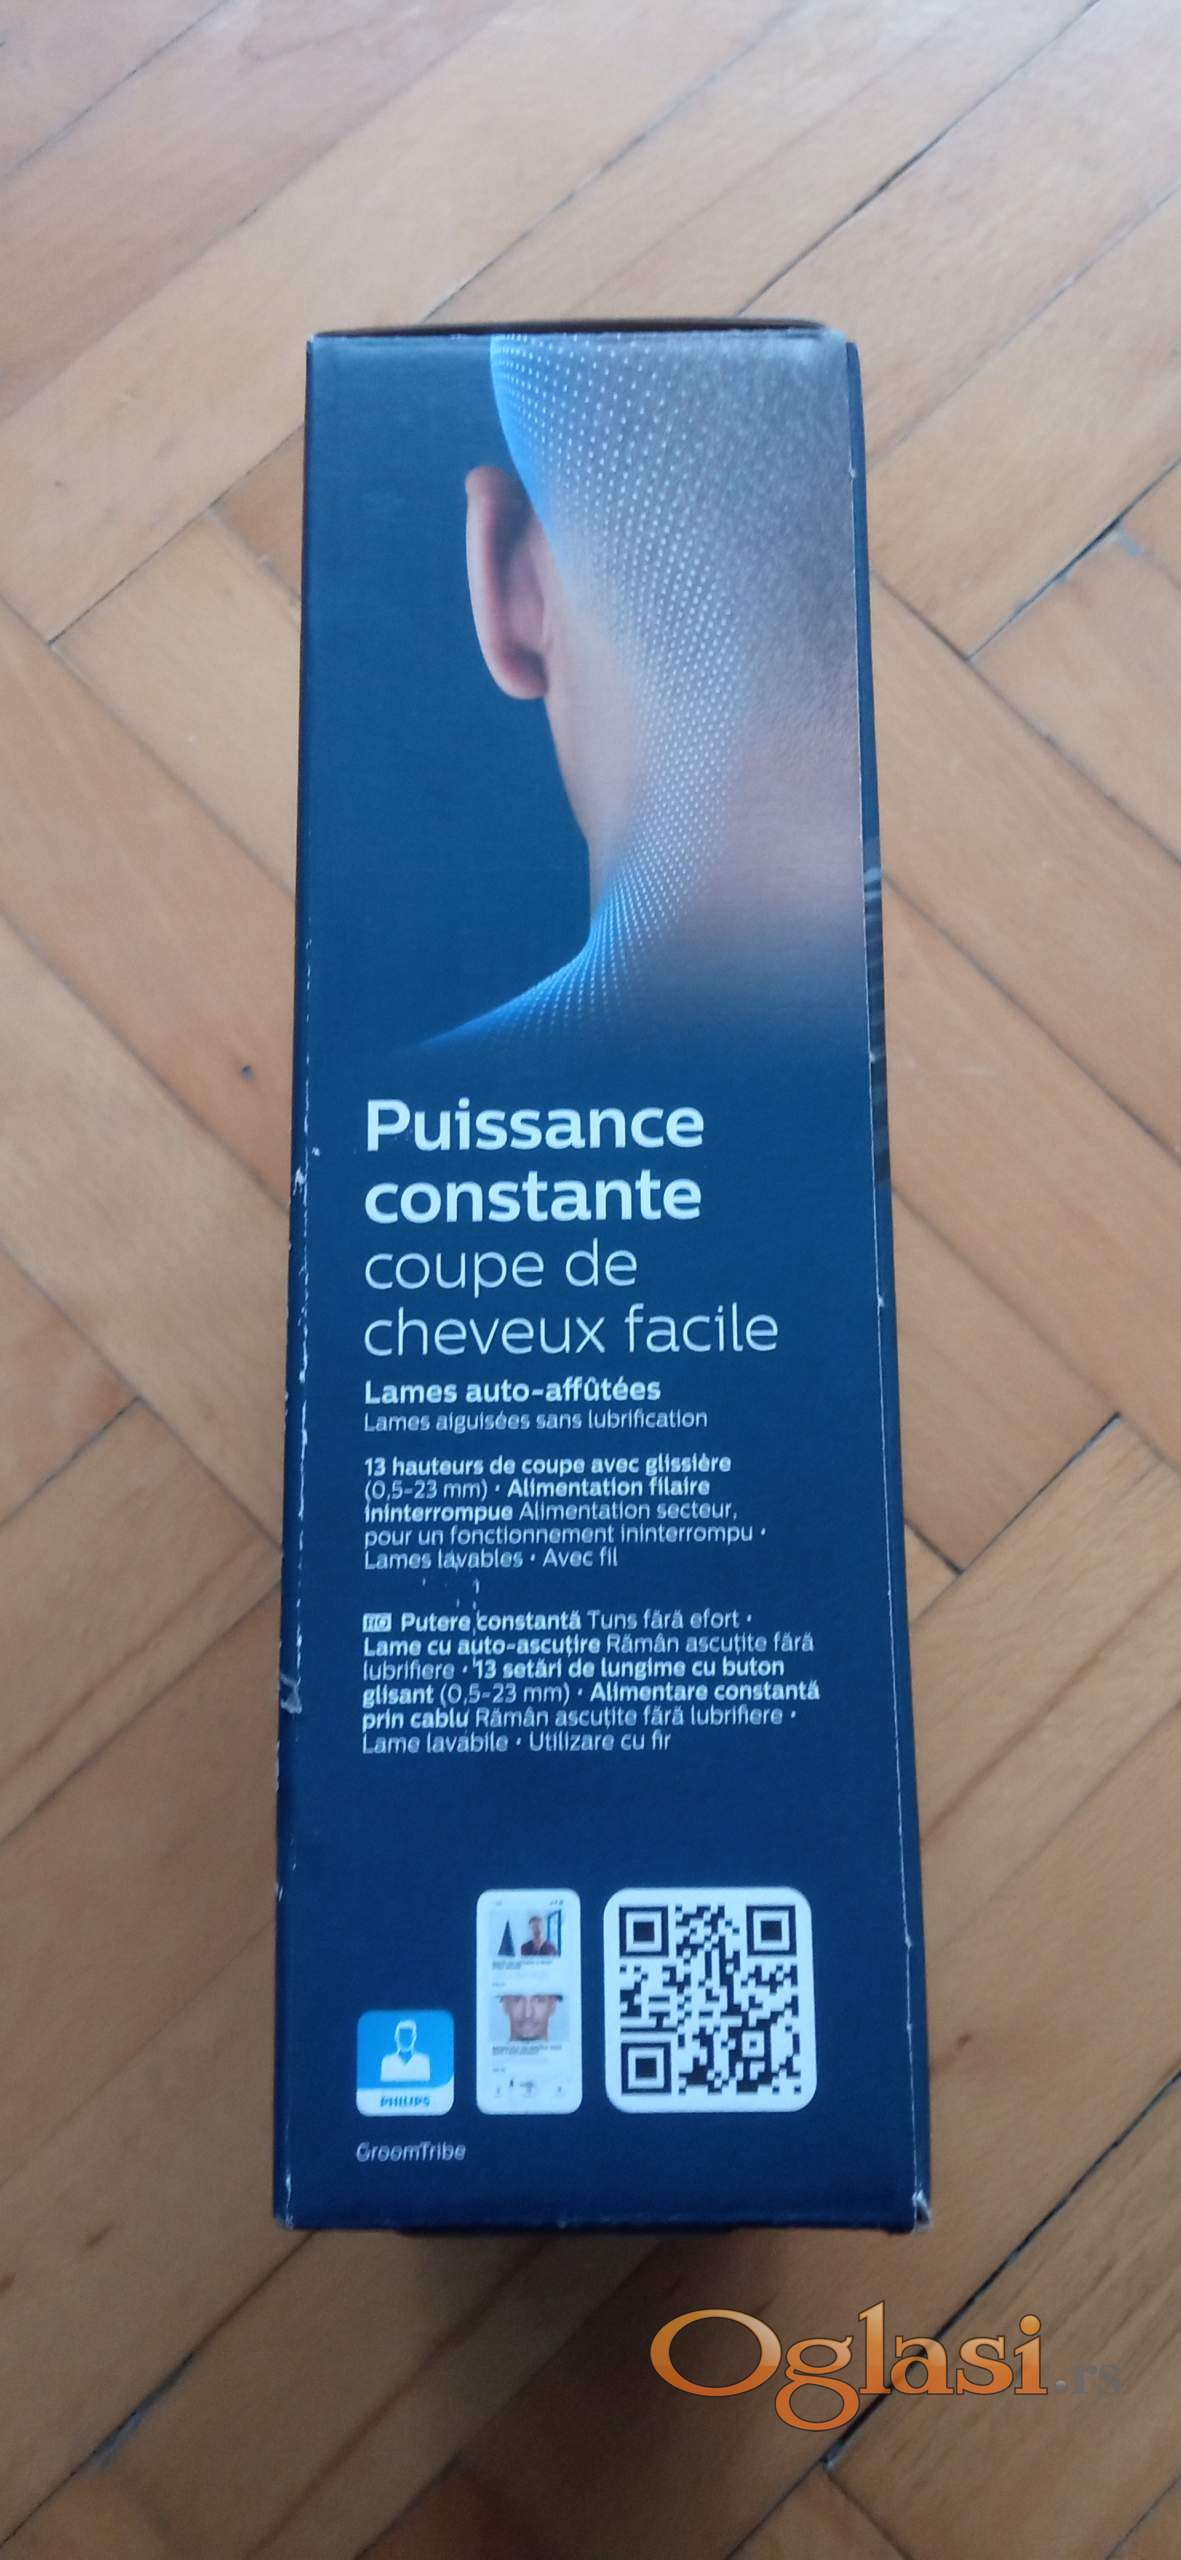 Puissance
constante
coupe de
cheveux facile
Lames auto-affûtées
Lames aiguisées sans lubrification
13 hauteurs de coupe avec glissière
(0,5-23 mm) • Alimentation filaire
ininterrompue Alimentation secteur,
pour un fonctionnement ininterrompu •
Lames lavables • Avec fil
RO Putere constantă Tuns fără efort •
Lame cu auto-ascuțire Rămân ascuțite fără
lubrifiere • 13 setări de lungime cu buton
glisant (0,5-23 mm) • Alimentare constantă
prin cablu Rămân ascuțite fără lubrifiere •
Lame lavabile • Utilizare cu fir
PHILIPS
GroomTribe
Oglasi.rs